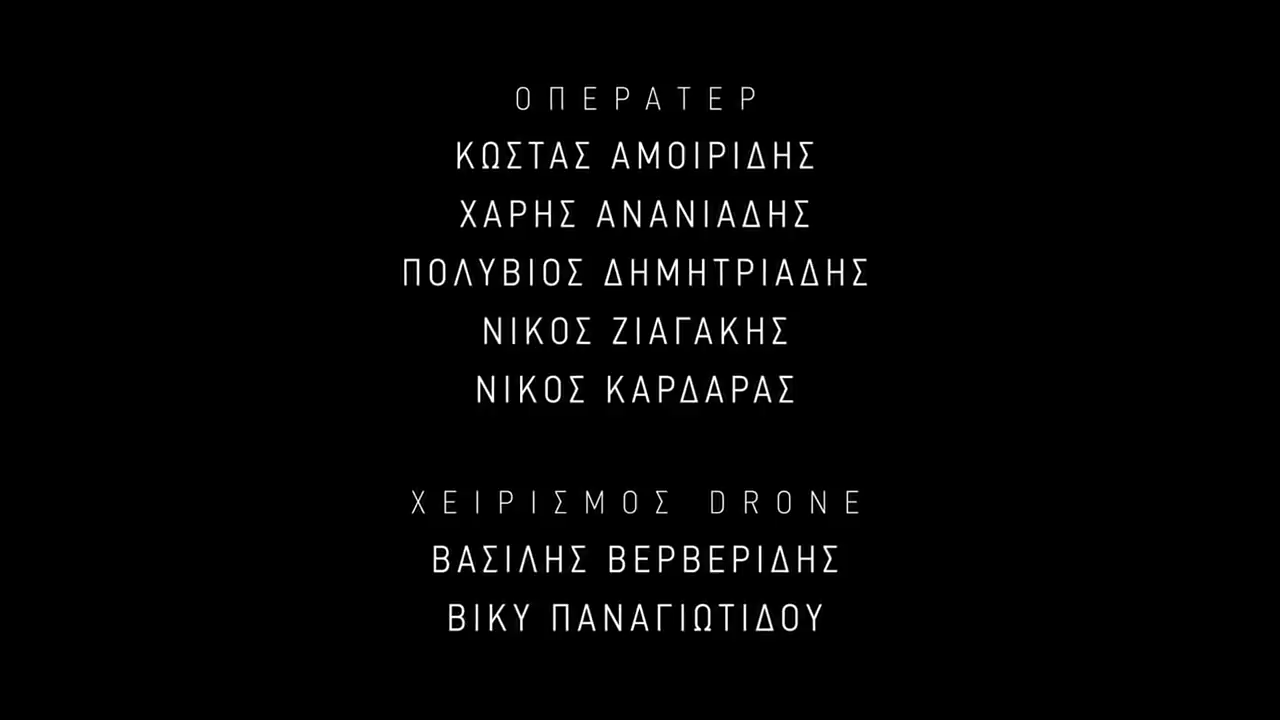 ΟΠΕΡΑΤΕΡ
ΚΩΣΤΑΣ ΑΜΟΙΡΙΔΗΣ
ΧΑΡΗΣ ΑΝΑΝΙΑΔΗΣ
ΠΟΛΥΒΙΟΣ ΔΗΜΗΤΡΙΑΔΗΣ
ΝΙΚΟΣ ΖΙΑΓΑΚΗΣ
ΝΙΚΟΣ ΚΑΡΔΑΡΑΣ
ΧΕΙΡΙΣΜΟΣ DRONE
ΒΑΣΙΛΗΣ ΒΕΡΒΕΡΙΔΗΣ
ΒΙΚΥ ΠΑΝΑΓΙΩΤΙΔΟΥ